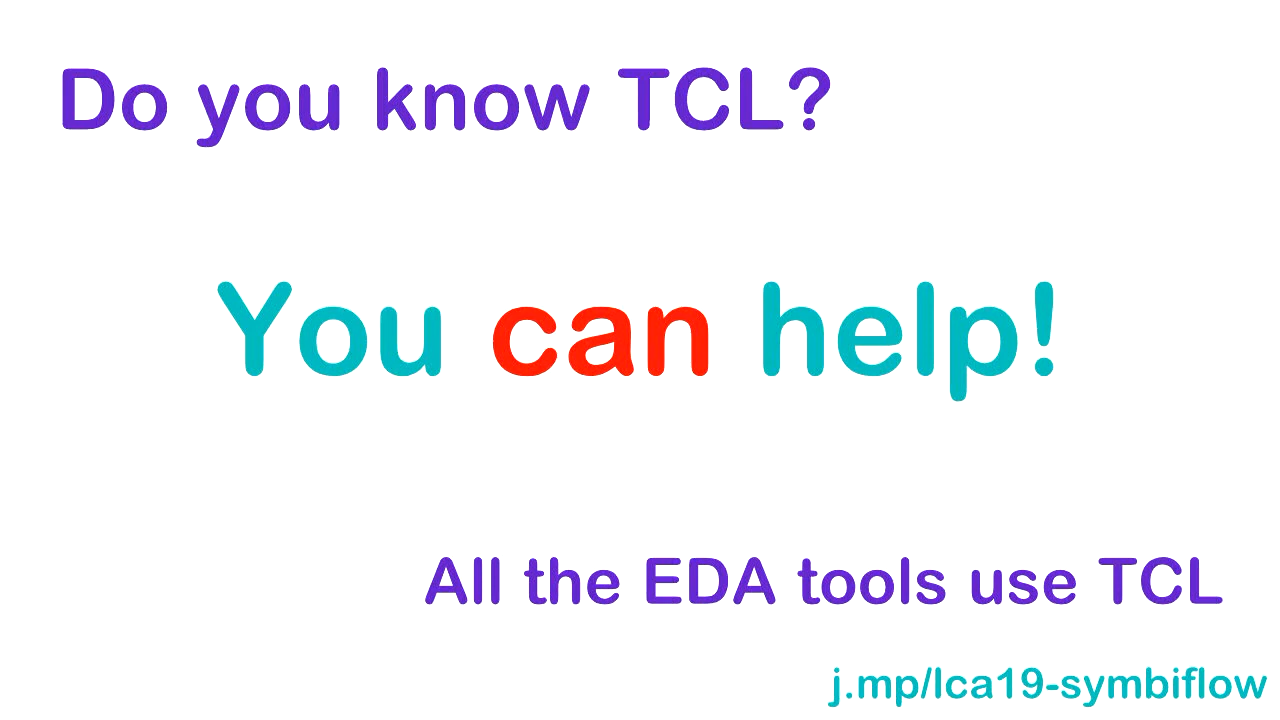 Do you know TCL?
You can help!
All the EDA tools use TCL
j.mp/lca19-symbiflow